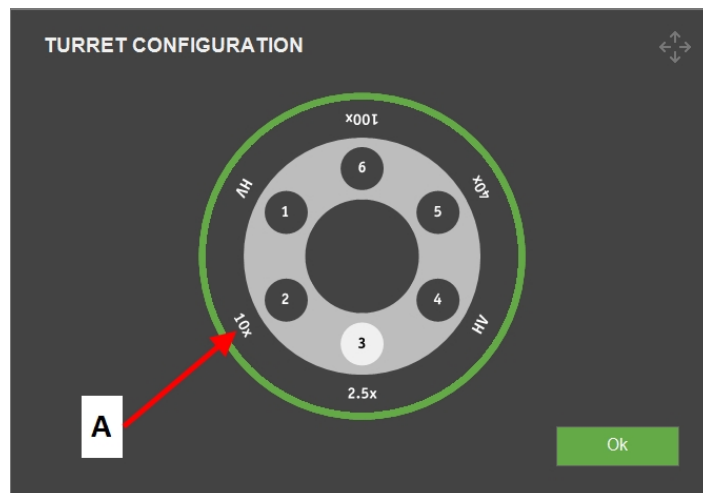 TURRET CONFIGURATION
100x
HV
40x
6
1
5
2
4
10x
HV
3
2.5x
A
Ok